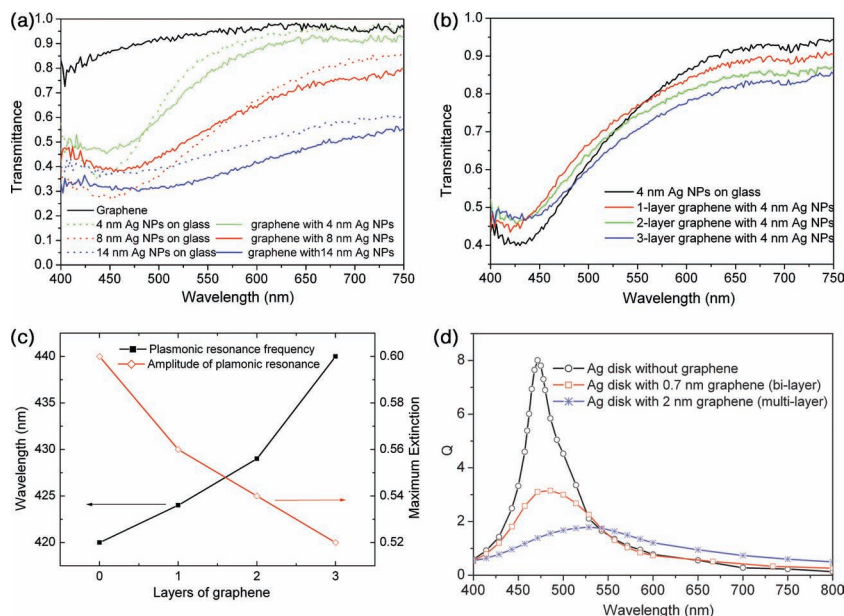 (a)
1.0
0.9
0.8
0.7
0.6
0.5
0.4
0.3
0.2
0.1
0.0
Transmittance
Graphene
4 nm Ag NPs on glass
graphene with 4 nm Ag NPs
8 nm Ag NPs on glass
graphene with 8 nm Ag NPs
14 nm Ag NPs on glass
graphene with14 nm Ag NPs
400 450 500 550 600 650 700 750
Wavelength (nm)
(b)
1.0
0.9
0.8
0.7
0.6
0.5
0.4
Transmittance
4 nm Ag NPs on glass
1-layer graphene with 4 nm Ag NPs
2-layer graphene with 4 nm Ag NPs
3-layer graphene with 4 nm Ag NPs
400 450 500 550 600 650 700 750
Wavelength (nm)
(c)
440
435
430
425
420
Wavelength (nm)
Plasmonic resonance frequency
Amplitude of plamonic resonance
0.60
0.58
0.56
0.54
0.52
Maximum Extinction
0 1 2 3
Layers of graphene
(d)
8
6
4
2
0
Q
Ag disk without graphene
Ag disk with 0.7 nm graphene (bi-layer)
Ag disk with 2 nm graphene (multi-layer)
400 450 500 550 600 650 700 750 800
Wavelength (nm)